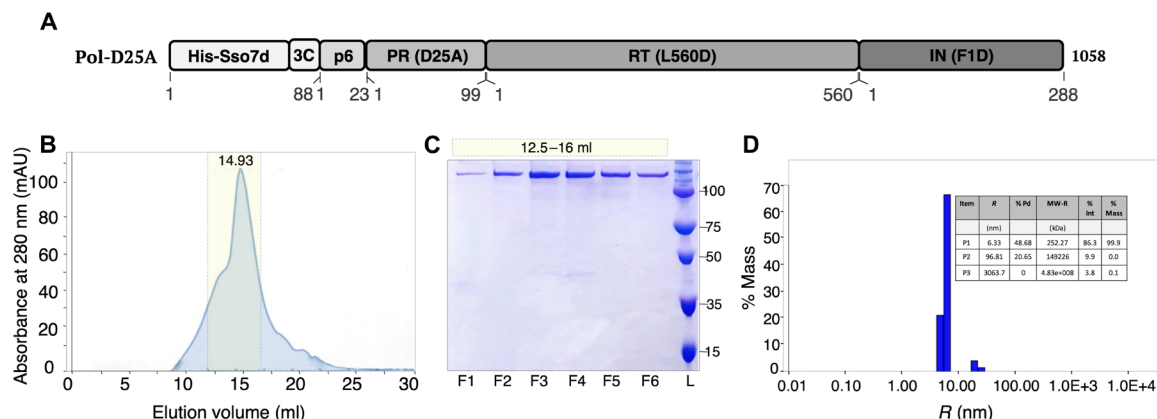 A
Pol-D25A
His-Sso7d 3C p6 PR (D25A) RT (L560D) IN (F1D)
1058
1 88 1 23 1 99 1 560 1 288
B
14.93
Absorbance at 280 nm (mAU)
100
80
60
40
20
0
0 5 10 15 20 25 30
Elution volume (ml)
C
12.5–16 ml
100
75
50
35
15
F1 F2 F3 F4 F5 F6 L
D
% Mass
70
60
50
40
30
20
10
0
Item R % Pd MW-R % Int % Mass
(nm) (kDa)
P1 6.33 48.68 252.27 86.3 99.9
P2 96.81 20.65 149226 9.9 0.0
P3 3063.7 0 4.83e+008 3.8 0.1
0.01 0.10 1.00 10.00 100.00 1.0E+3 1.0E+4
R (nm)